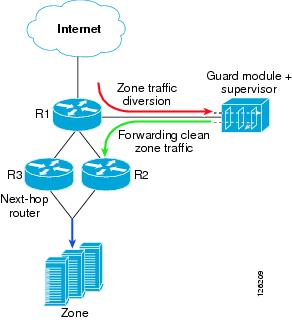 Internet
Zone traffic
diversion
Guard module +
supervisor
R1
Forwarding clean
zone traffic
R3
R2
Next-hop
router
Zone
126209